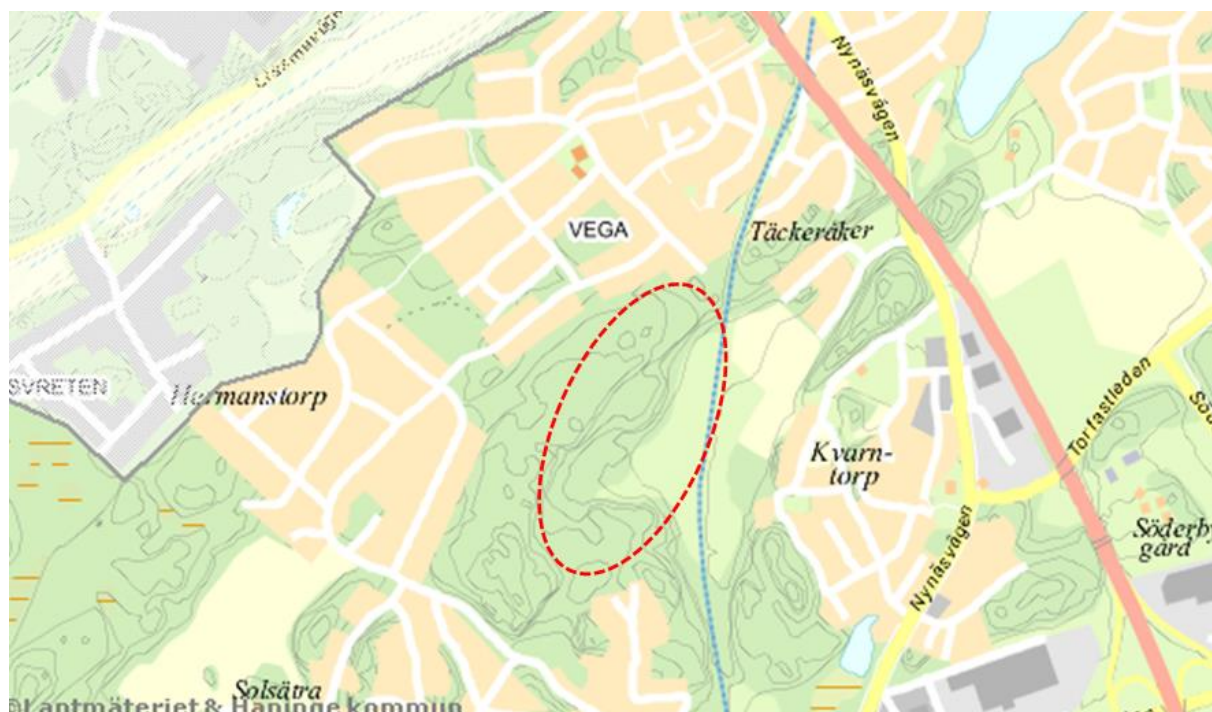 Nynäsvägen
VEGA
Täckeråker
SVRETEN
Hermanstorp
Kvarn-
torp
Torfastleden
Nynäsvägen
Söderby
gård
Solsätra
©Lantmäteriet & Haninge kommun